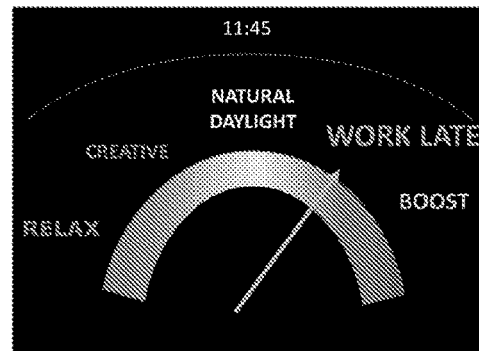 11:45
NATURAL
DAYLIGHT
WORK LATE
CREATIVE
BOOST
RELAX